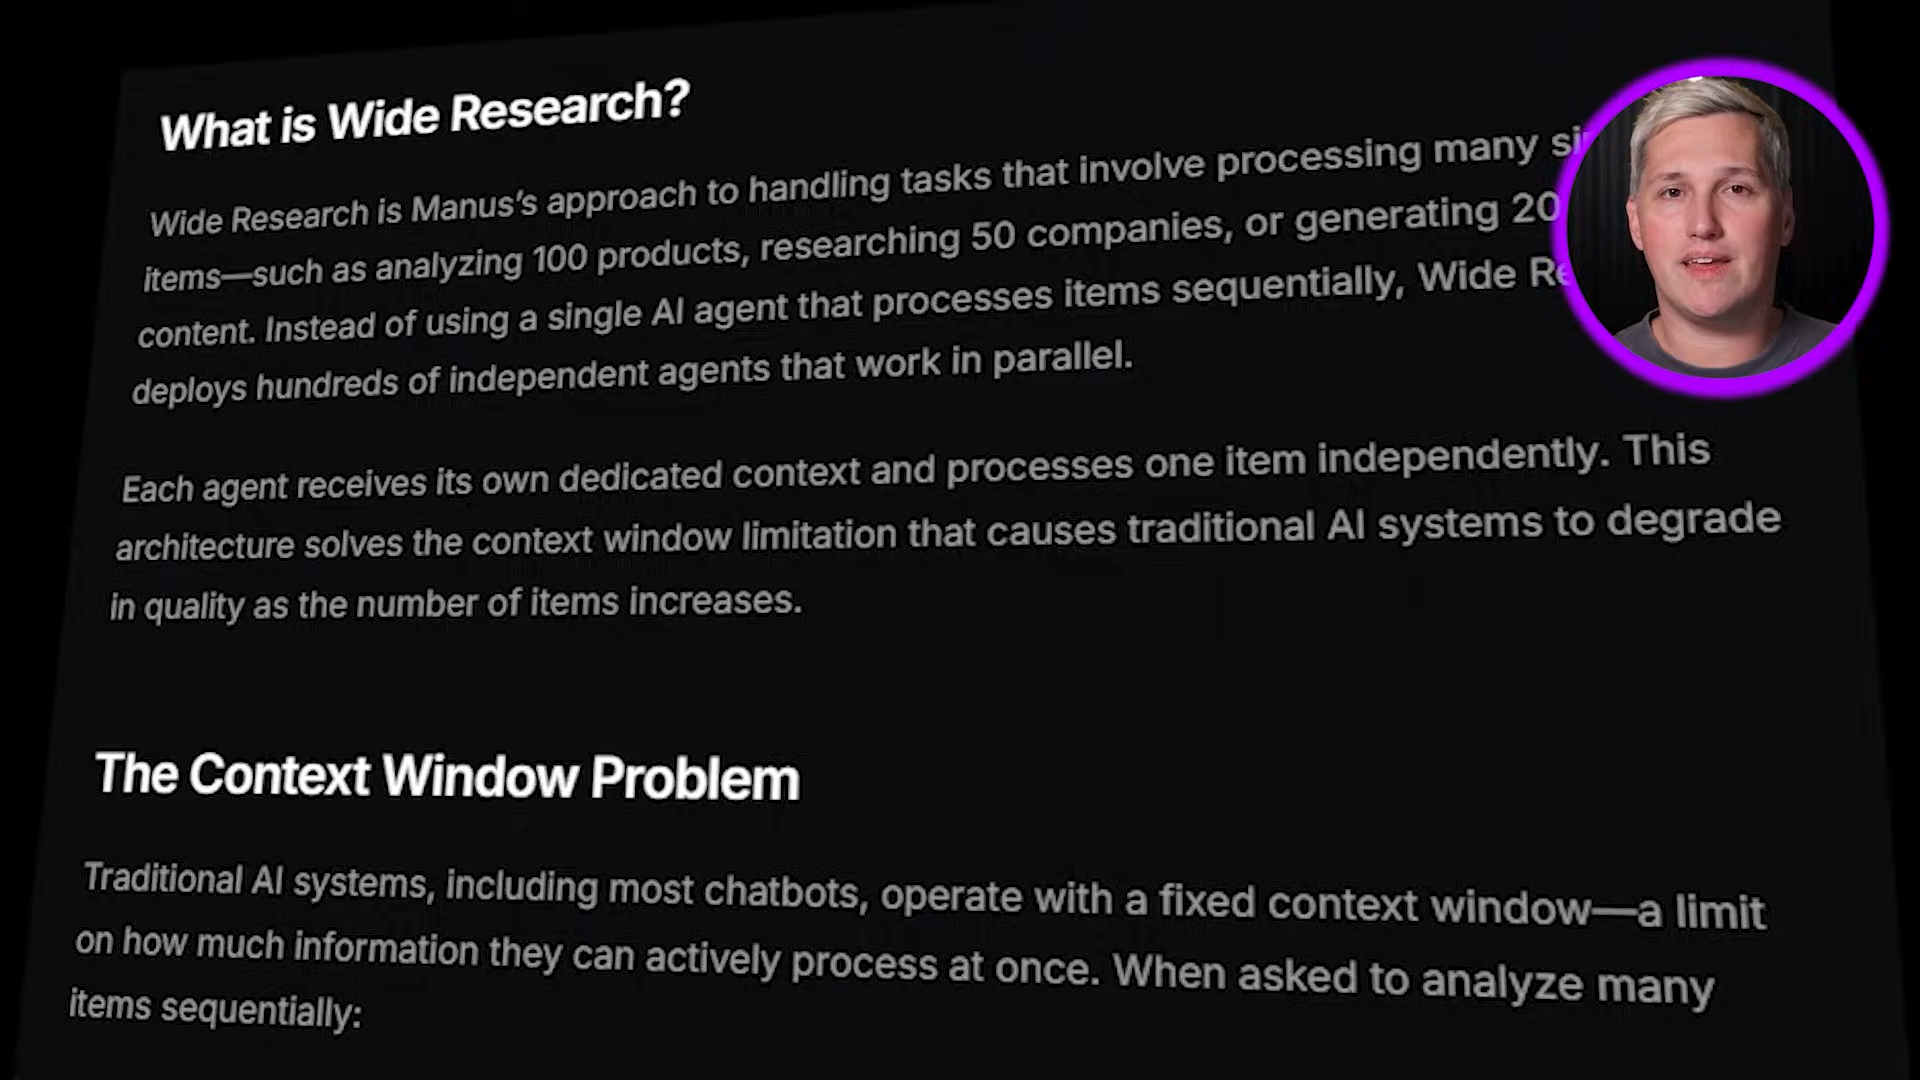 What is Wide Research?
Wide Research is Manus's approach to handling tasks that involve processing many
items—such as analyzing 100 products, researching 50 companies, or generating 20
content. Instead of using a single AI agent that processes items sequentially, Wide
deploys hundreds of independent agents that work in parallel.
Each agent receives its own dedicated context and processes one item independently. This
architecture solves the context window limitation that causes traditional AI systems to degrade
in quality as the number of items increases.
The Context Window Problem
Traditional AI systems, including most chatbots, operate with a fixed context window—a limit
on how much information they can actively process at once. When asked to analyze many
items sequentially: